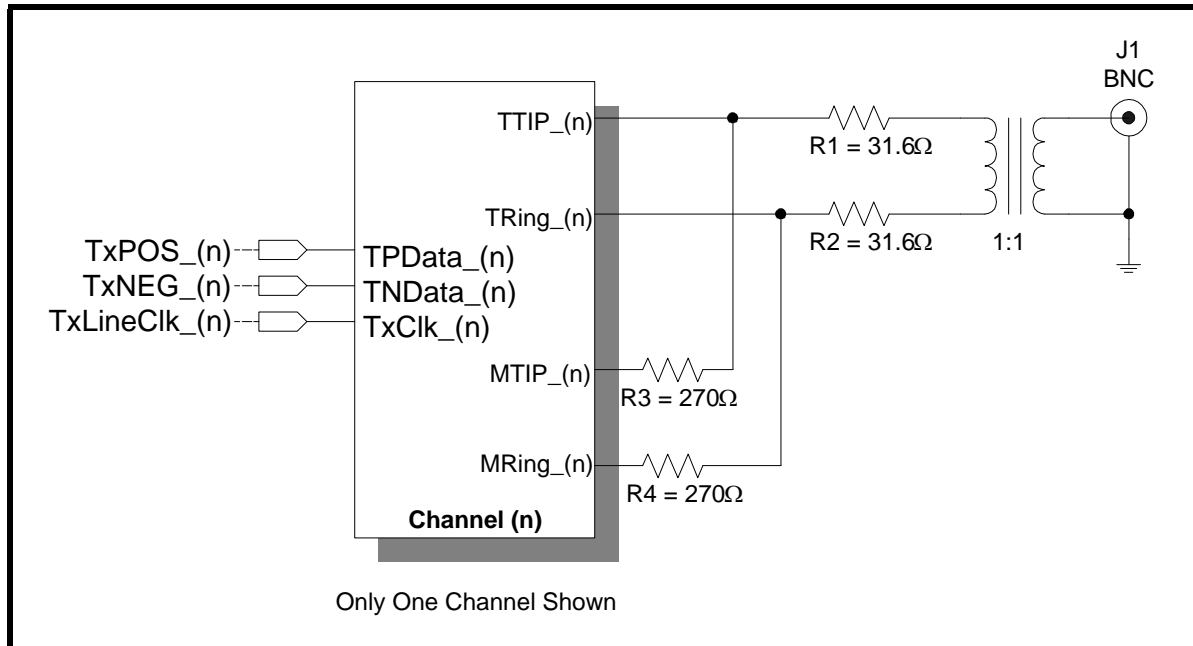 J1
BNC
TTIP_(n)
R1 = 31.6Ω
TRing_(n)
R2 = 31.6Ω
1:1
TxPOS_(n)
TPData_(n)
TxNEG_(n)
TNData_(n)
TxLineClk_(n)
TxClk_(n)
MTIP_(n)
R3 = 270Ω
MRing_(n)
R4 = 270Ω
Channel (n)
Only One Channel Shown